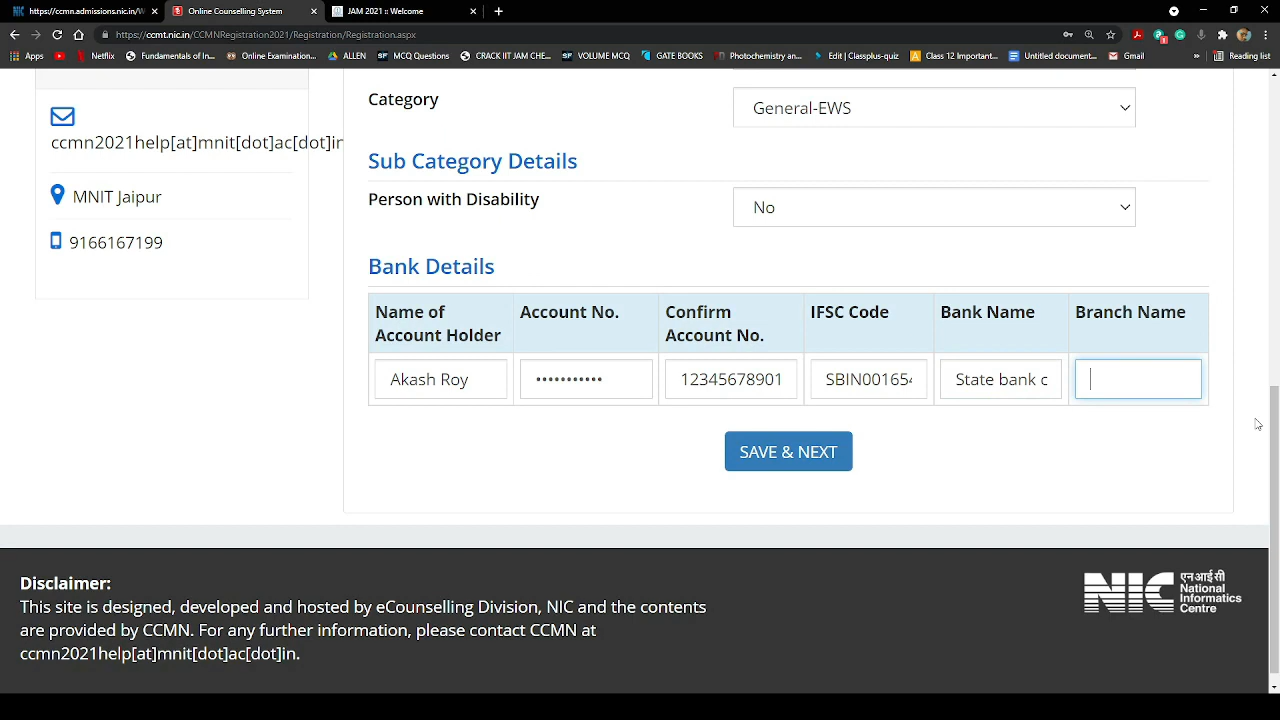 https://ccmn.admissions.nic.in/W
Online Counselling System
JAM 2021 :: Welcome
https://ccmt.nic.in/CCMNRegistration2021/Registration/Registration.aspx
Apps
Netflix
Fundamentals of In...
Online Examination...
ALLEN
MCQ Questions
CRACK IIT JAM CHE...
VOLUME MCQ
GATE BOOKS
Photochemistry an...
Edit | Classplus-quiz
Class 12 Important...
Untitled document...
Gmail
»
Reading list
Category
General-EWS
ccmn2021help[at]mnit[dot]ac[dot]in
Sub Category Details
Person with Disability
No
MNIT Jaipur
9166167199
Bank Details
Name of Account Holder
Account No.
Confirm Account No.
IFSC Code
Bank Name
Branch Name
Akash Roy
•••••••••••
12345678901
SBIN001654
State bank c
SAVE & NEXT
Disclaimer:
This site is designed, developed and hosted by eCounselling Division, NIC and the contents
are provided by CCMN. For any further information, please contact CCMN at
ccmn2021help[at]mnit[dot]ac[dot]in.
NIC
एनआईसी
National
Informatics
Centre